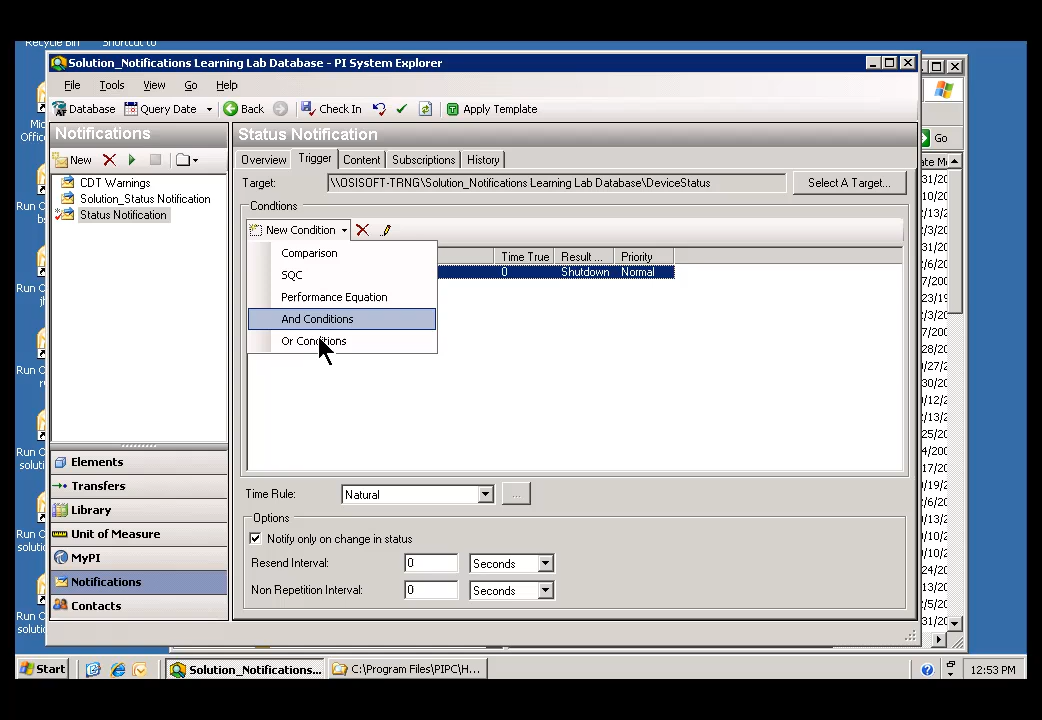 Recycle Bin Shortcut to
Solution_Notifications Learning Lab Database - PI System Explorer
File Tools View Go Help
Database Query Date Back Check In Apply Template
Go
Notifications
Status Notification
New
Overview Trigger Content Subscriptions History
CDT Warnings
Solution_Status Notification
Status Notification
Target: \\OSISOFT-TRNG\Solution_Notifications Learning Lab Database\DeviceStatus Select A Target...
Condtions
New Condition
Time True Result ... Priority
0 Shutdown Normal
Comparison
SQC
Performance Equation
And Conditions
Or Conditions
Elements
Transfers
Library
Unit of Measure
MyPI
Notifications
Contacts
Time Rule: Natural ...
Options
Notify only on change in status
Resend Interval: 0 Seconds
Non Repetition Interval: 0 Seconds
Start Solution_Notifications... C:\Program Files\PIPC\H... 12:53 PM